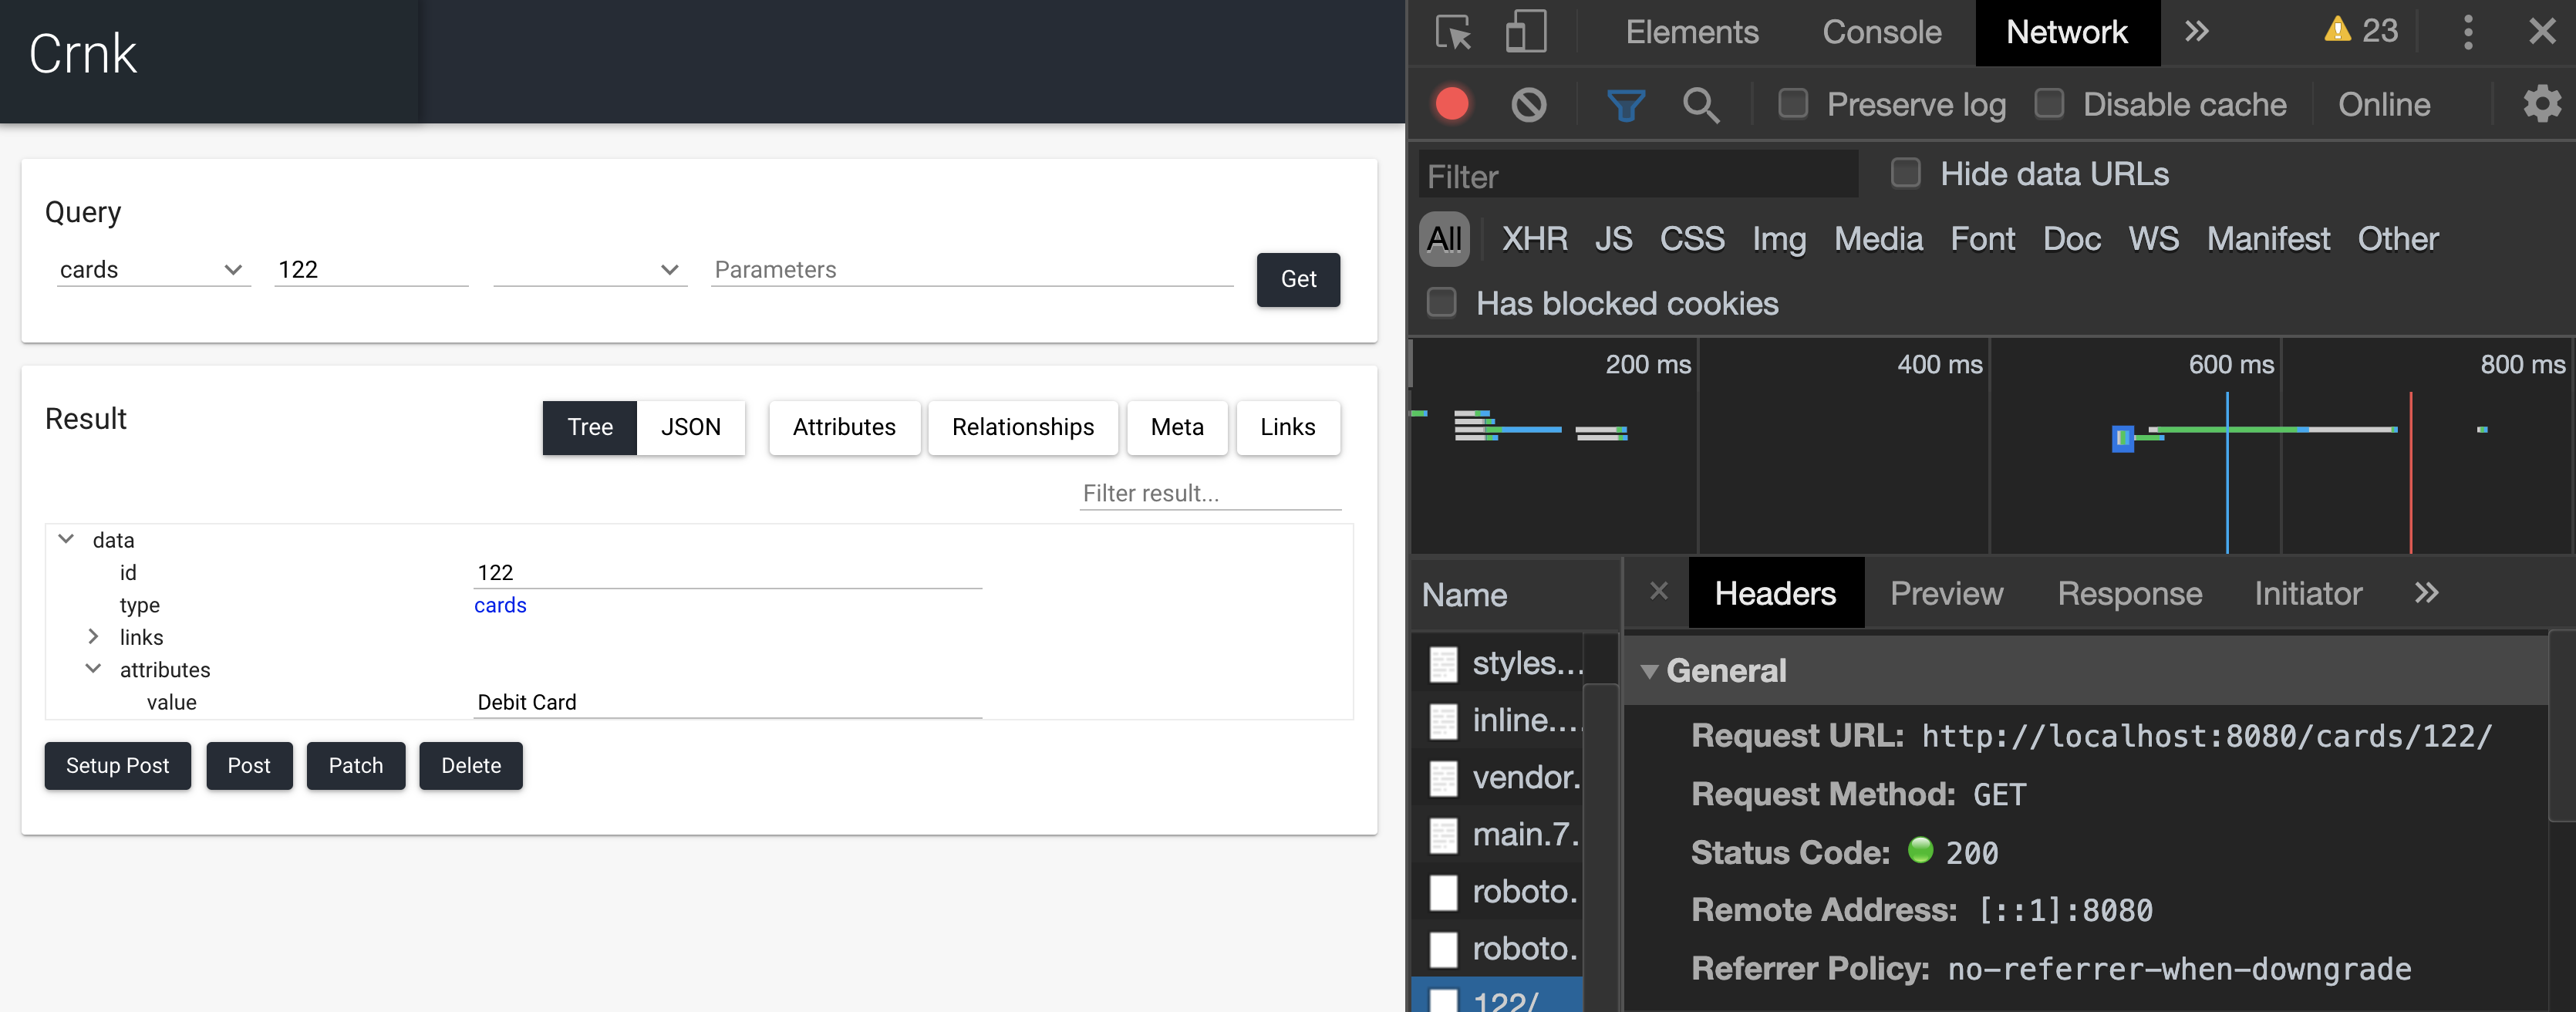 Crnk
Query
cards
122
Parameters
Get
Result
Tree
JSON
Attributes
Relationships
Meta
Links
Filter result...
data
id 122
type cards
links
attributes
value Debit Card
Setup Post
Post
Patch
Delete
Elements
Console
Network
23
Preserve log
Disable cache
Online
Filter
Hide data URLs
All XHR JS CSS Img Media Font Doc WS Manifest Other
Has blocked cookies
200 ms
400 ms
600 ms
800 ms
Name
styles...
inline....
vendor.
main.7.
roboto.
roboto.
122/
Headers
Preview
Response
Initiator
General
Request URL: http://localhost:8080/cards/122/
Request Method: GET
Status Code: 200
Remote Address: [::1]:8080
Referrer Policy: no-referrer-when-downgrade